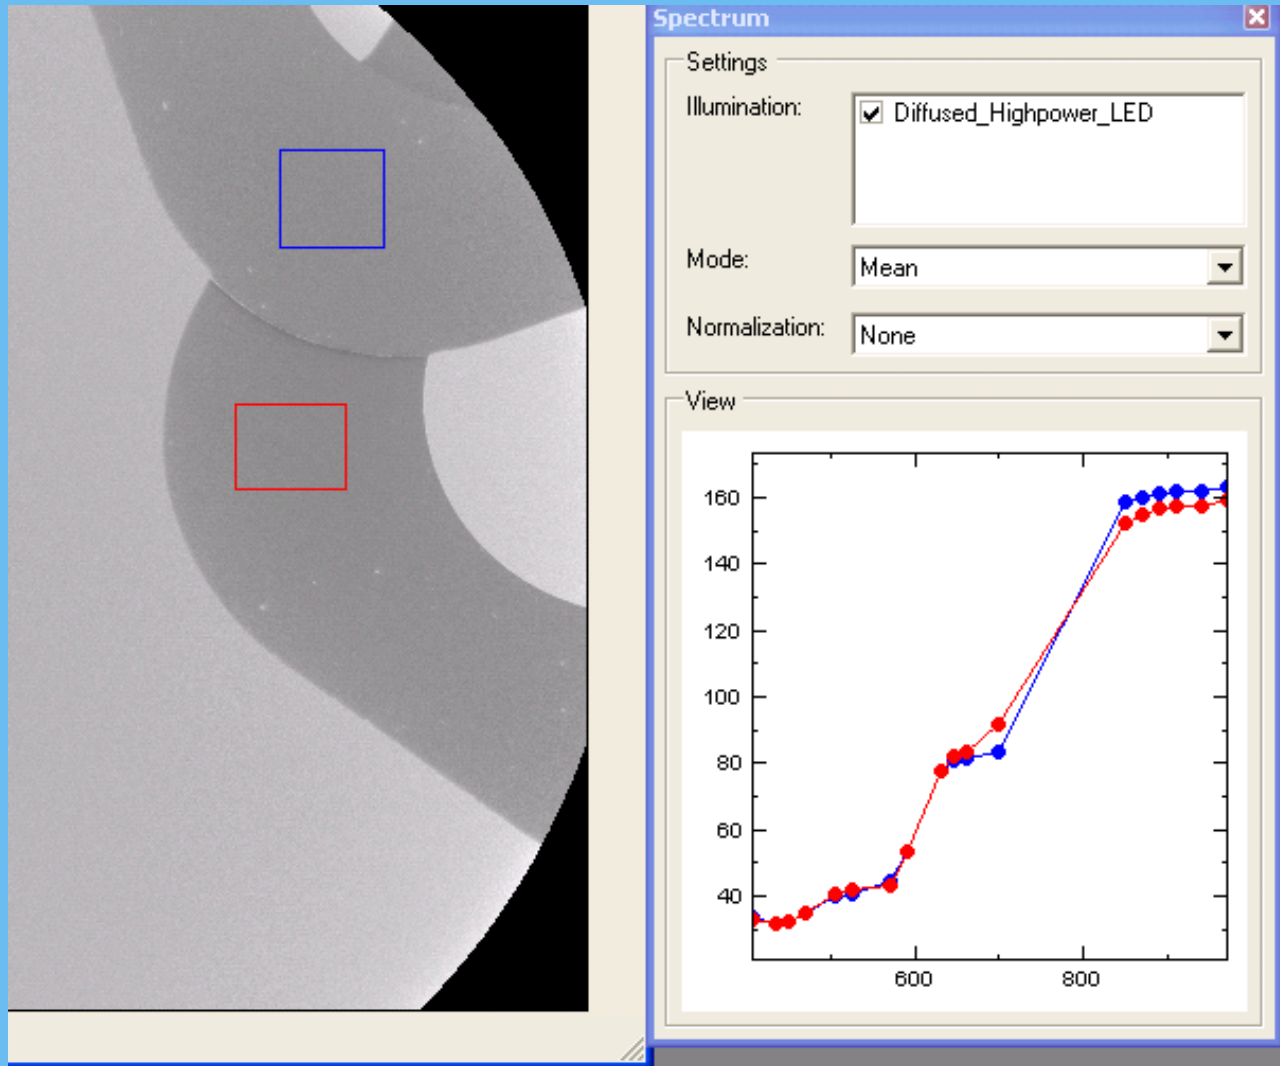 Spectrum
Settings
Illumination:
Diffused_Highpower_LED
Mode:
Mean
Normalization:
None
View
160
140
120
100
80
60
40
600
800